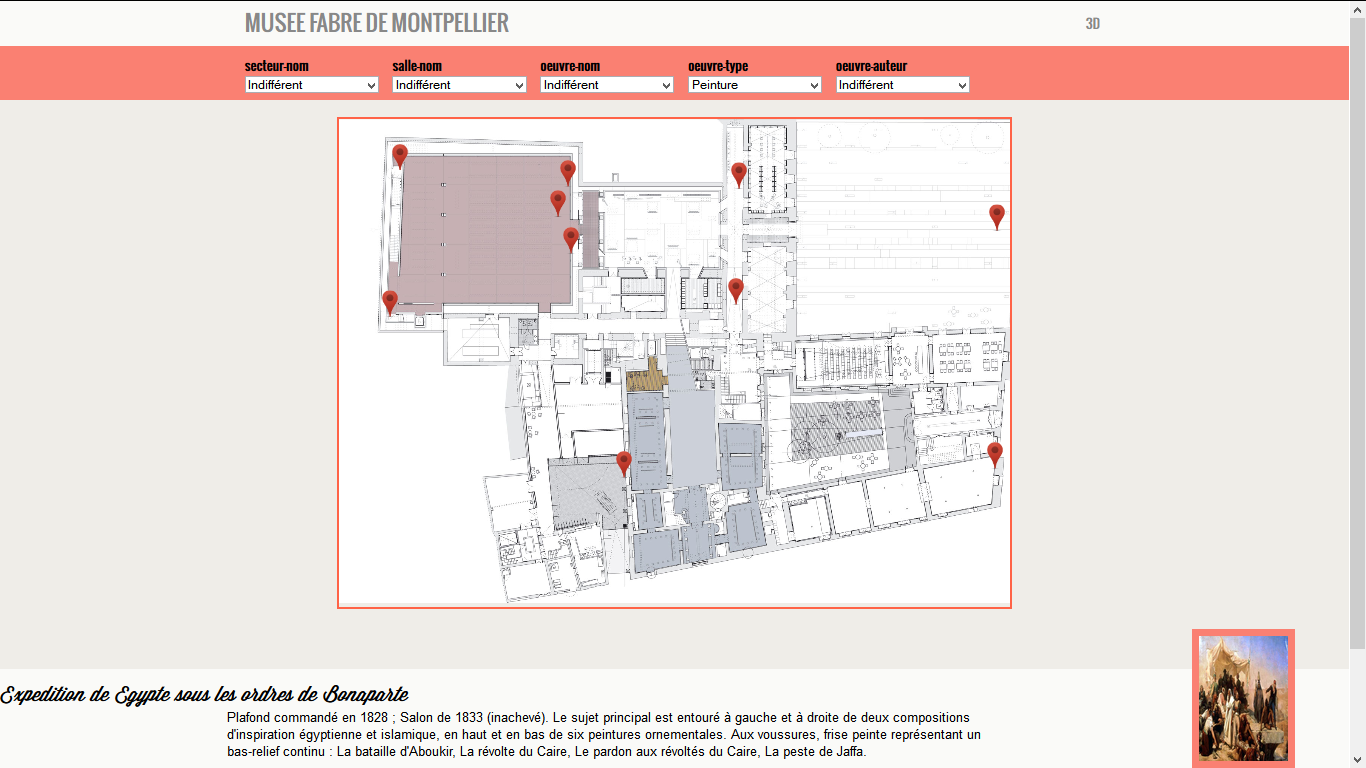 MUSEE FABRE DE MONTPELLIER
3D
secteur-nom salle-nom oeuvre-nom oeuvre-type oeuvre-auteur
Indifférent Indifférent Indifférent Peinture Indifférent
Expedition de Egypte sous les ordres de Bonaparte
Plafond commandé en 1828 ; Salon de 1833 (inachevé). Le sujet principal est entouré à gauche et à droite de deux compositions
d'inspiration égyptienne et islamique, en haut et en bas de six peintures ornementales. Aux voussures, frise peinte représentant un
bas-relief continu : La bataille d'Aboukir, La révolte du Caire, Le pardon aux révoltés du Caire, La peste de Jaffa.